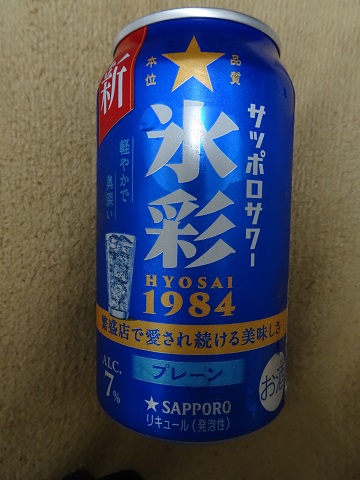 新
品質
本位
サッポロサワー
氷彩
軽やかで
奥深い
HYOSAI
1984
繁盛店で愛され続ける美味しさ
ALC.
7%
プレーン
お酒
★SAPPORO
リキュール(発泡性)